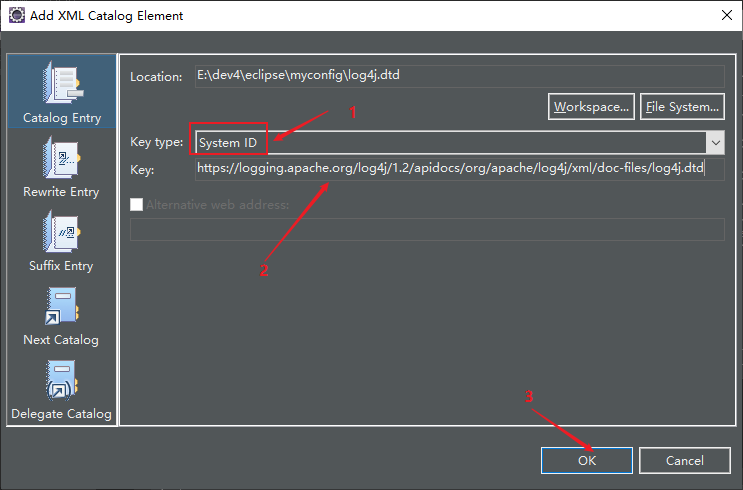 Add XML Catalog Element
Catalog Entry
Rewrite Entry
Suffix Entry
Next Catalog
Delegate Catalog
Location: E:\dev4\eclipse\myconfig\log4j.dtd
Workspace... File System...
1
Key type: System ID
Key: https://logging.apache.org/log4j/1.2/apidocs/org/apache/log4j/xml/doc-files/log4j.dtd
Alternative web address:
2
3
OK Cancel